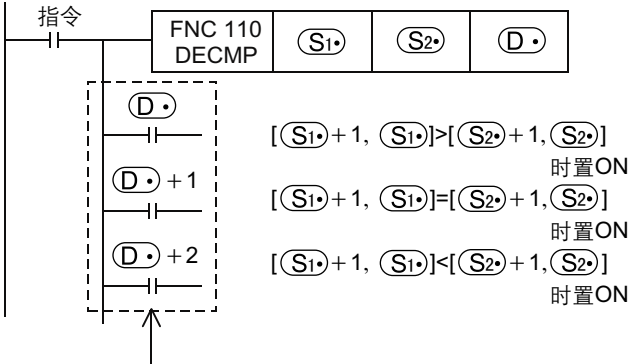 指令
FNC 110
DECMP
S1•
S2•
D •
D •
[S1•+1, S1•]>[S2•+1,S2•]
时置ON
D •+1
[S1•+1, S1•]=[S2•+1,S2•]
时置ON
D •+2
[S1•+1, S1•]<[S2•+1,S2•]
时置ON